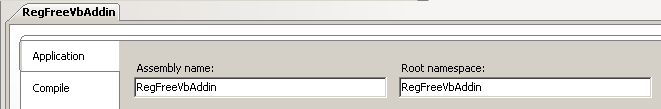 RegFreeVbAddin
Application
Compile
Assembly name:
Root namespace:
RegFreeVbAddin
RegFreeVbAddin